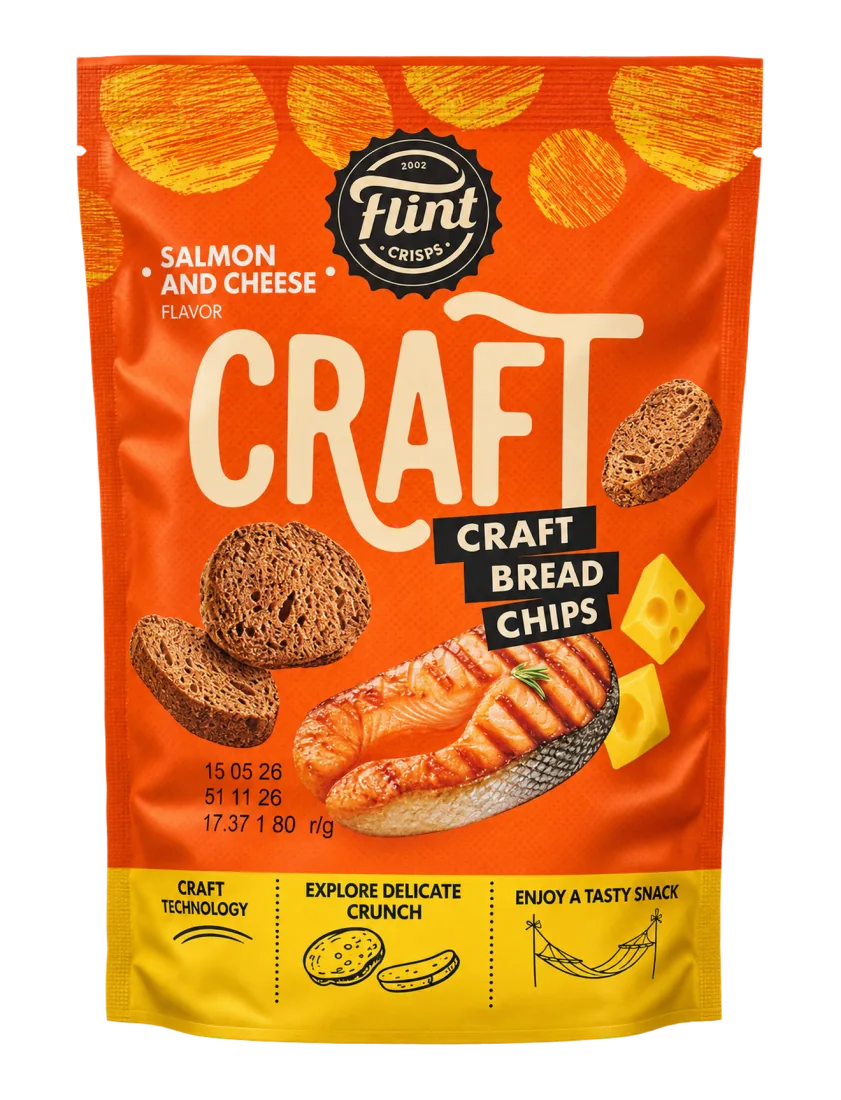 2002
Flint
CRISPS
SALMON
AND CHEESE
FLAVOR
CRAFT
CRAFT
BREAD
CHIPS
15 05 26
51 11 26
17.37 1 80 r/g
CRAFT
TECHNOLOGY
EXPLORE DELICATE
CRUNCH
ENJOY A TASTY SNACK